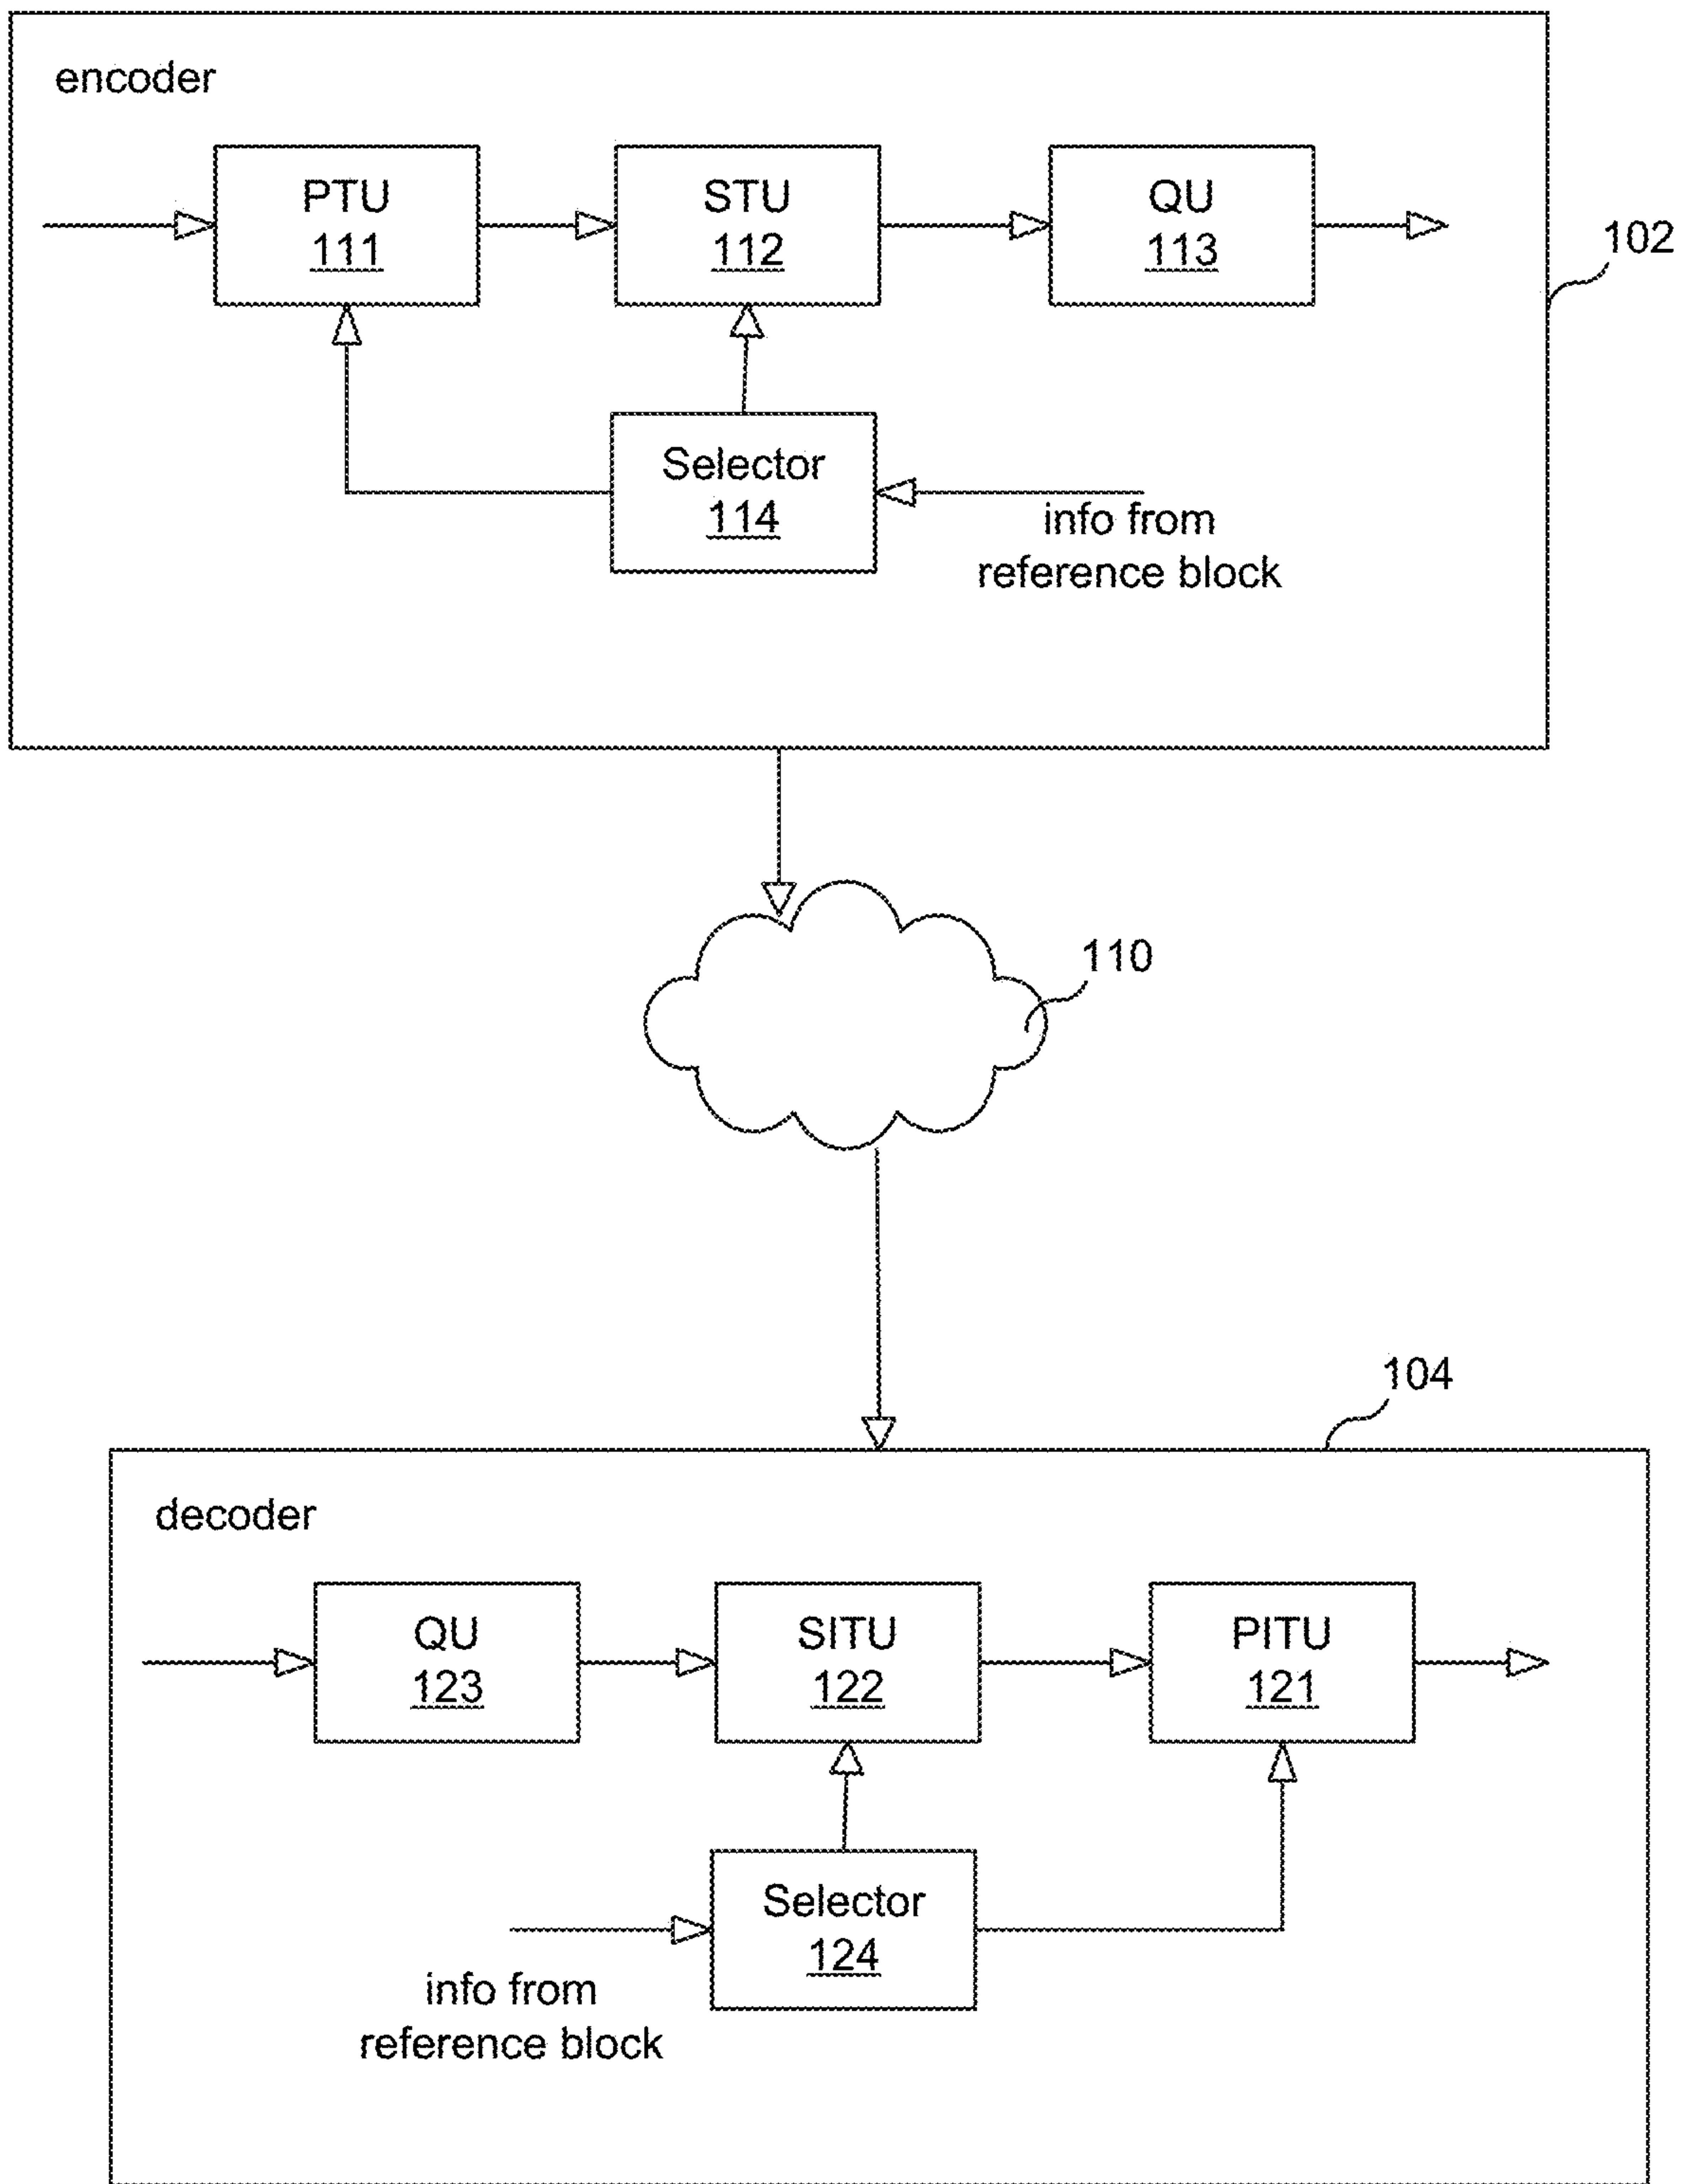 encoder
PTU
111
STU
112
QU
113
102
Selector
114
info from
reference block
110
104
decoder
QU
123
SITU
122
PITU
121
Selector
124
info from
reference block